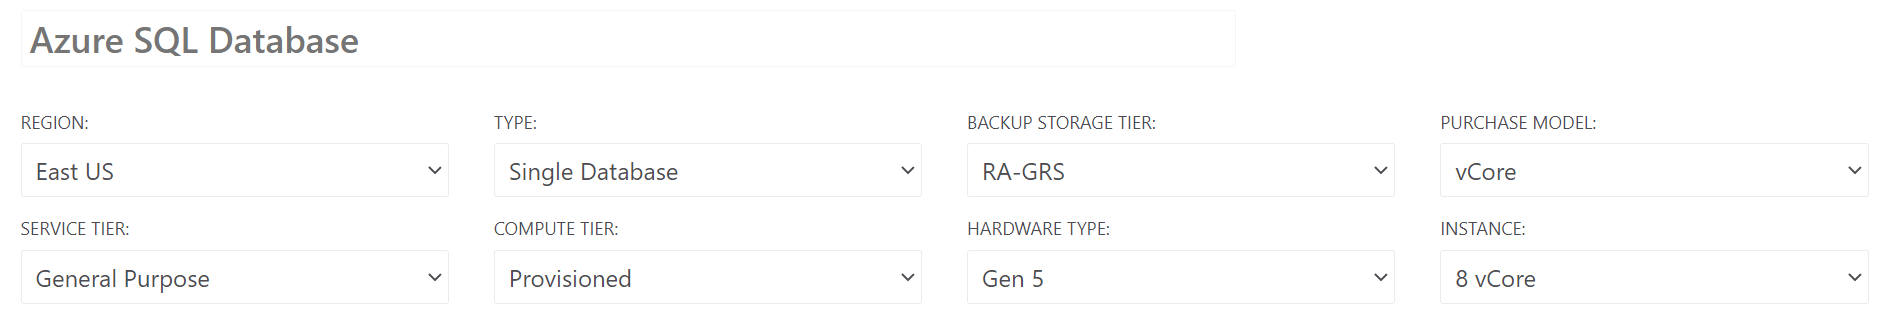 Azure SQL Database
REGION:
TYPE:
BACKUP STORAGE TIER:
PURCHASE MODEL:
East US
Single Database
RA-GRS
vCore
SERVICE TIER:
COMPUTE TIER:
HARDWARE TYPE:
INSTANCE:
General Purpose
Provisioned
Gen 5
8 vCore